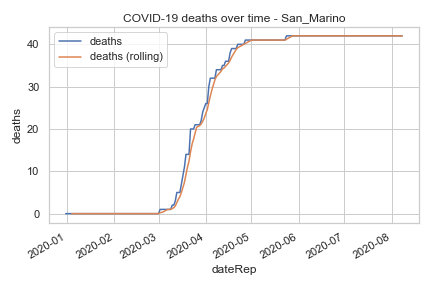 COVID-19 deaths over time - San_Marino
deaths
deaths (rolling)
40
30
20
10
0
deaths
2020-01
2020-02
2020-03
2020-04
2020-05
2020-06
2020-07
2020-08
dateRep